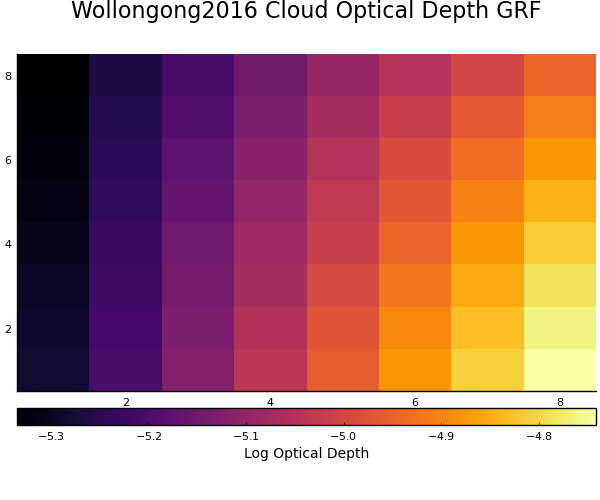 Wollongong2016 Cloud Optical Depth GRF
8
6
4
2
2 4 6 8
−5.3 −5.2 −5.1 −5.0 −4.9 −4.8
Log Optical Depth